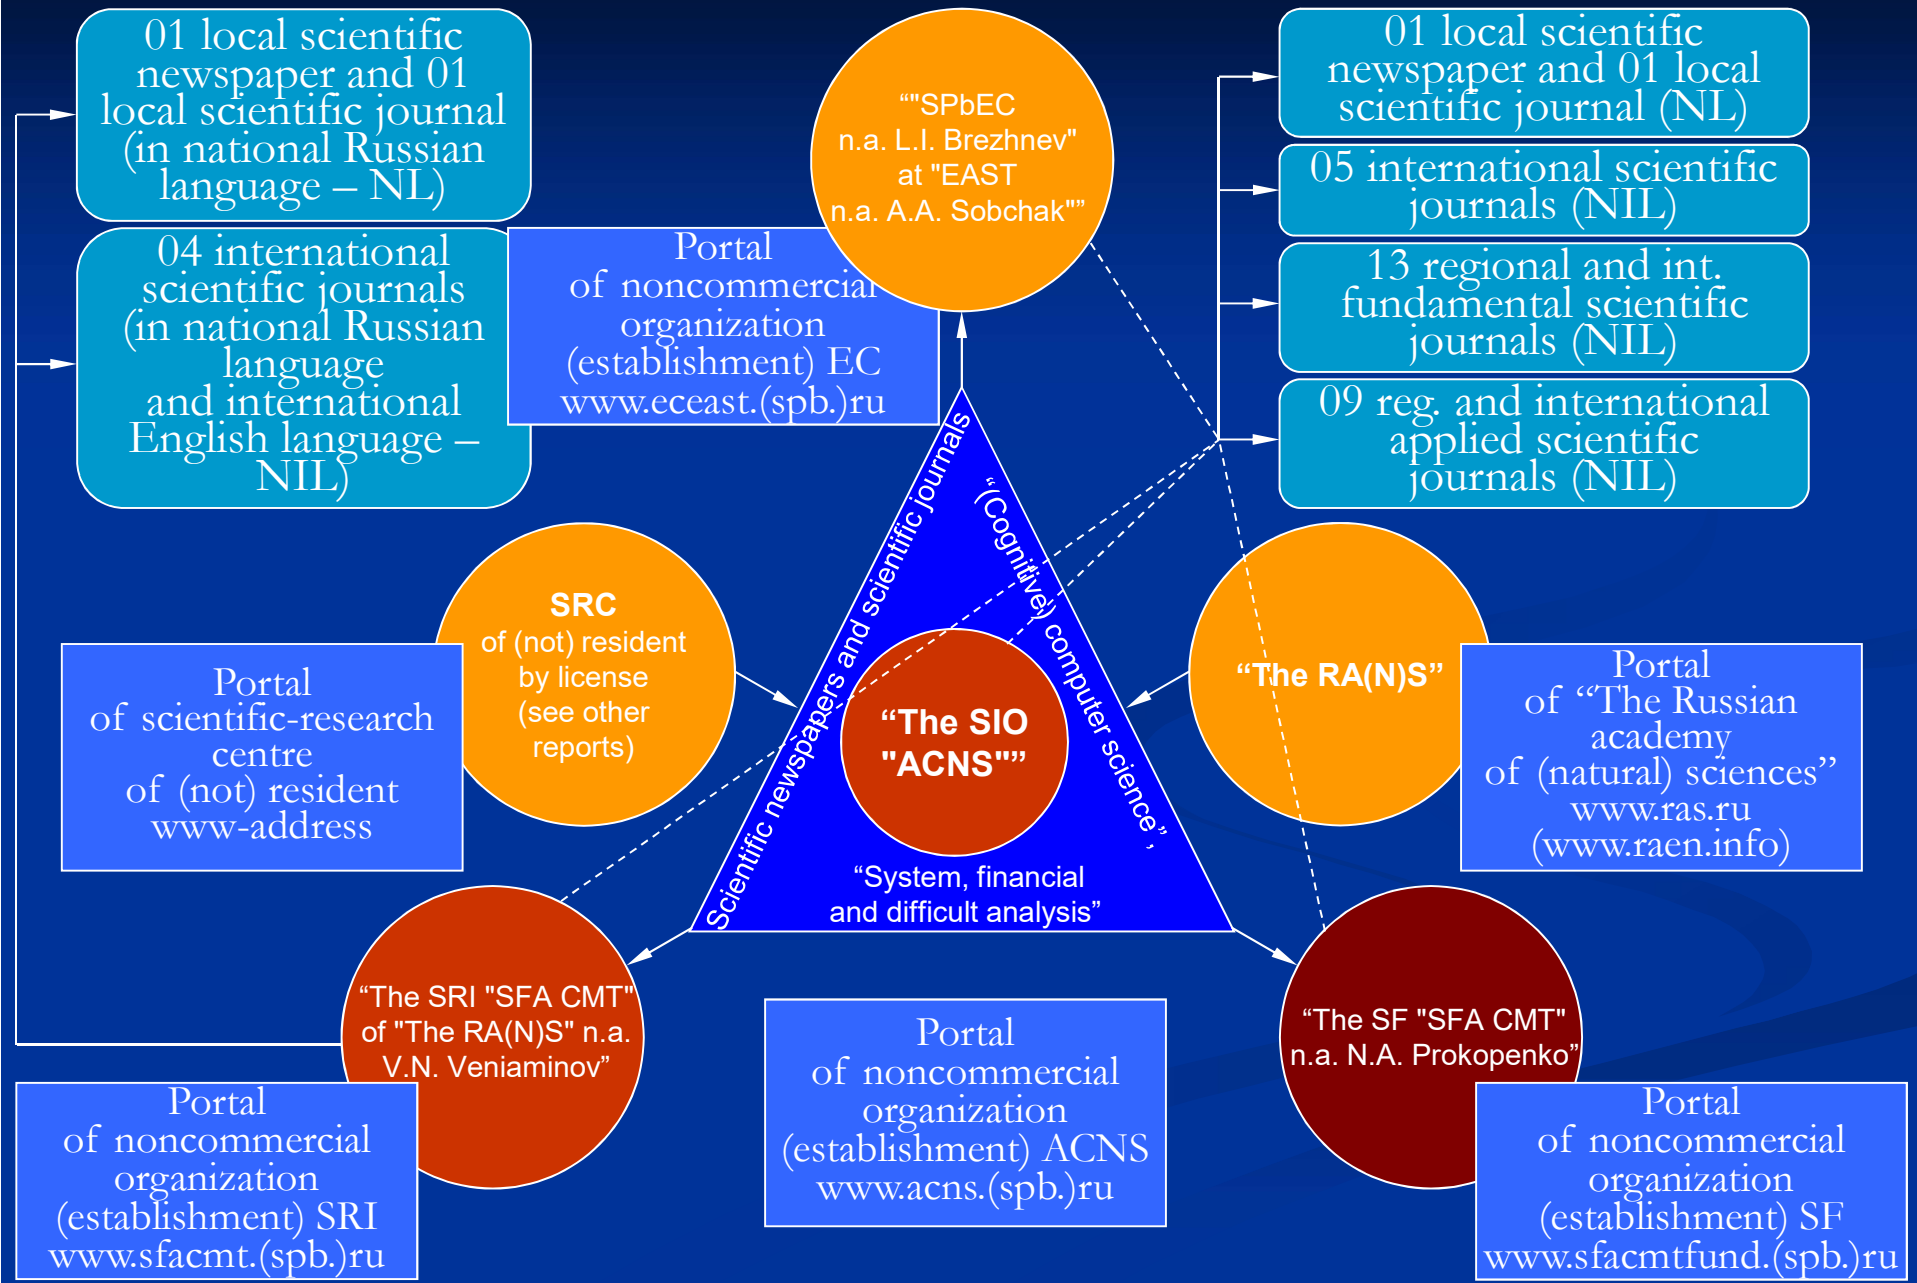 01 local scientific
newspaper and 01
local scientific journal
(in national Russian
language – NL)
04 international
scientific journals
(in national Russian
language
and international
English language –
NIL)
Portal
of noncommercial
organization
(establishment) EC
www.eceast.(spb.)ru
“"SPbEC
n.a. L.I. Brezhnev"
at "EAST
n.a. A.A. Sobchak"”
01 local scientific
newspaper and 01 local
scientific journal (NL)
05 international scientific
journals (NIL)
13 regional and int.
fundamental scientific
journals (NIL)
09 reg. and international
applied scientific
journals (NIL)
Scientific newspapers and scientific journals
“(Cognitive) computer science”,
“System, financial
and difficult analysis”
“The SIO
"ACNS"”
SRC
of (not) resident
by license
(see other
reports)
Portal
of scientific-research
centre
of (not) resident
www-address
“The RA(N)S”
Portal
of “The Russian
academy
of (natural) sciences”
www.ras.ru
(www.raen.info)
“The SRI "SFA CMT"
of "The RA(N)S" n.a.
V.N. Veniaminov”
Portal
of noncommercial
organization
(establishment) SRI
www.sfacmt.(spb.)ru
Portal
of noncommercial
organization
(establishment) ACNS
www.acns.(spb.)ru
“The SF "SFA CMT"
n.a. N.A. Prokopenko”
Portal
of noncommercial
organization
(establishment) SF
www.sfacmtfund.(spb.)ru